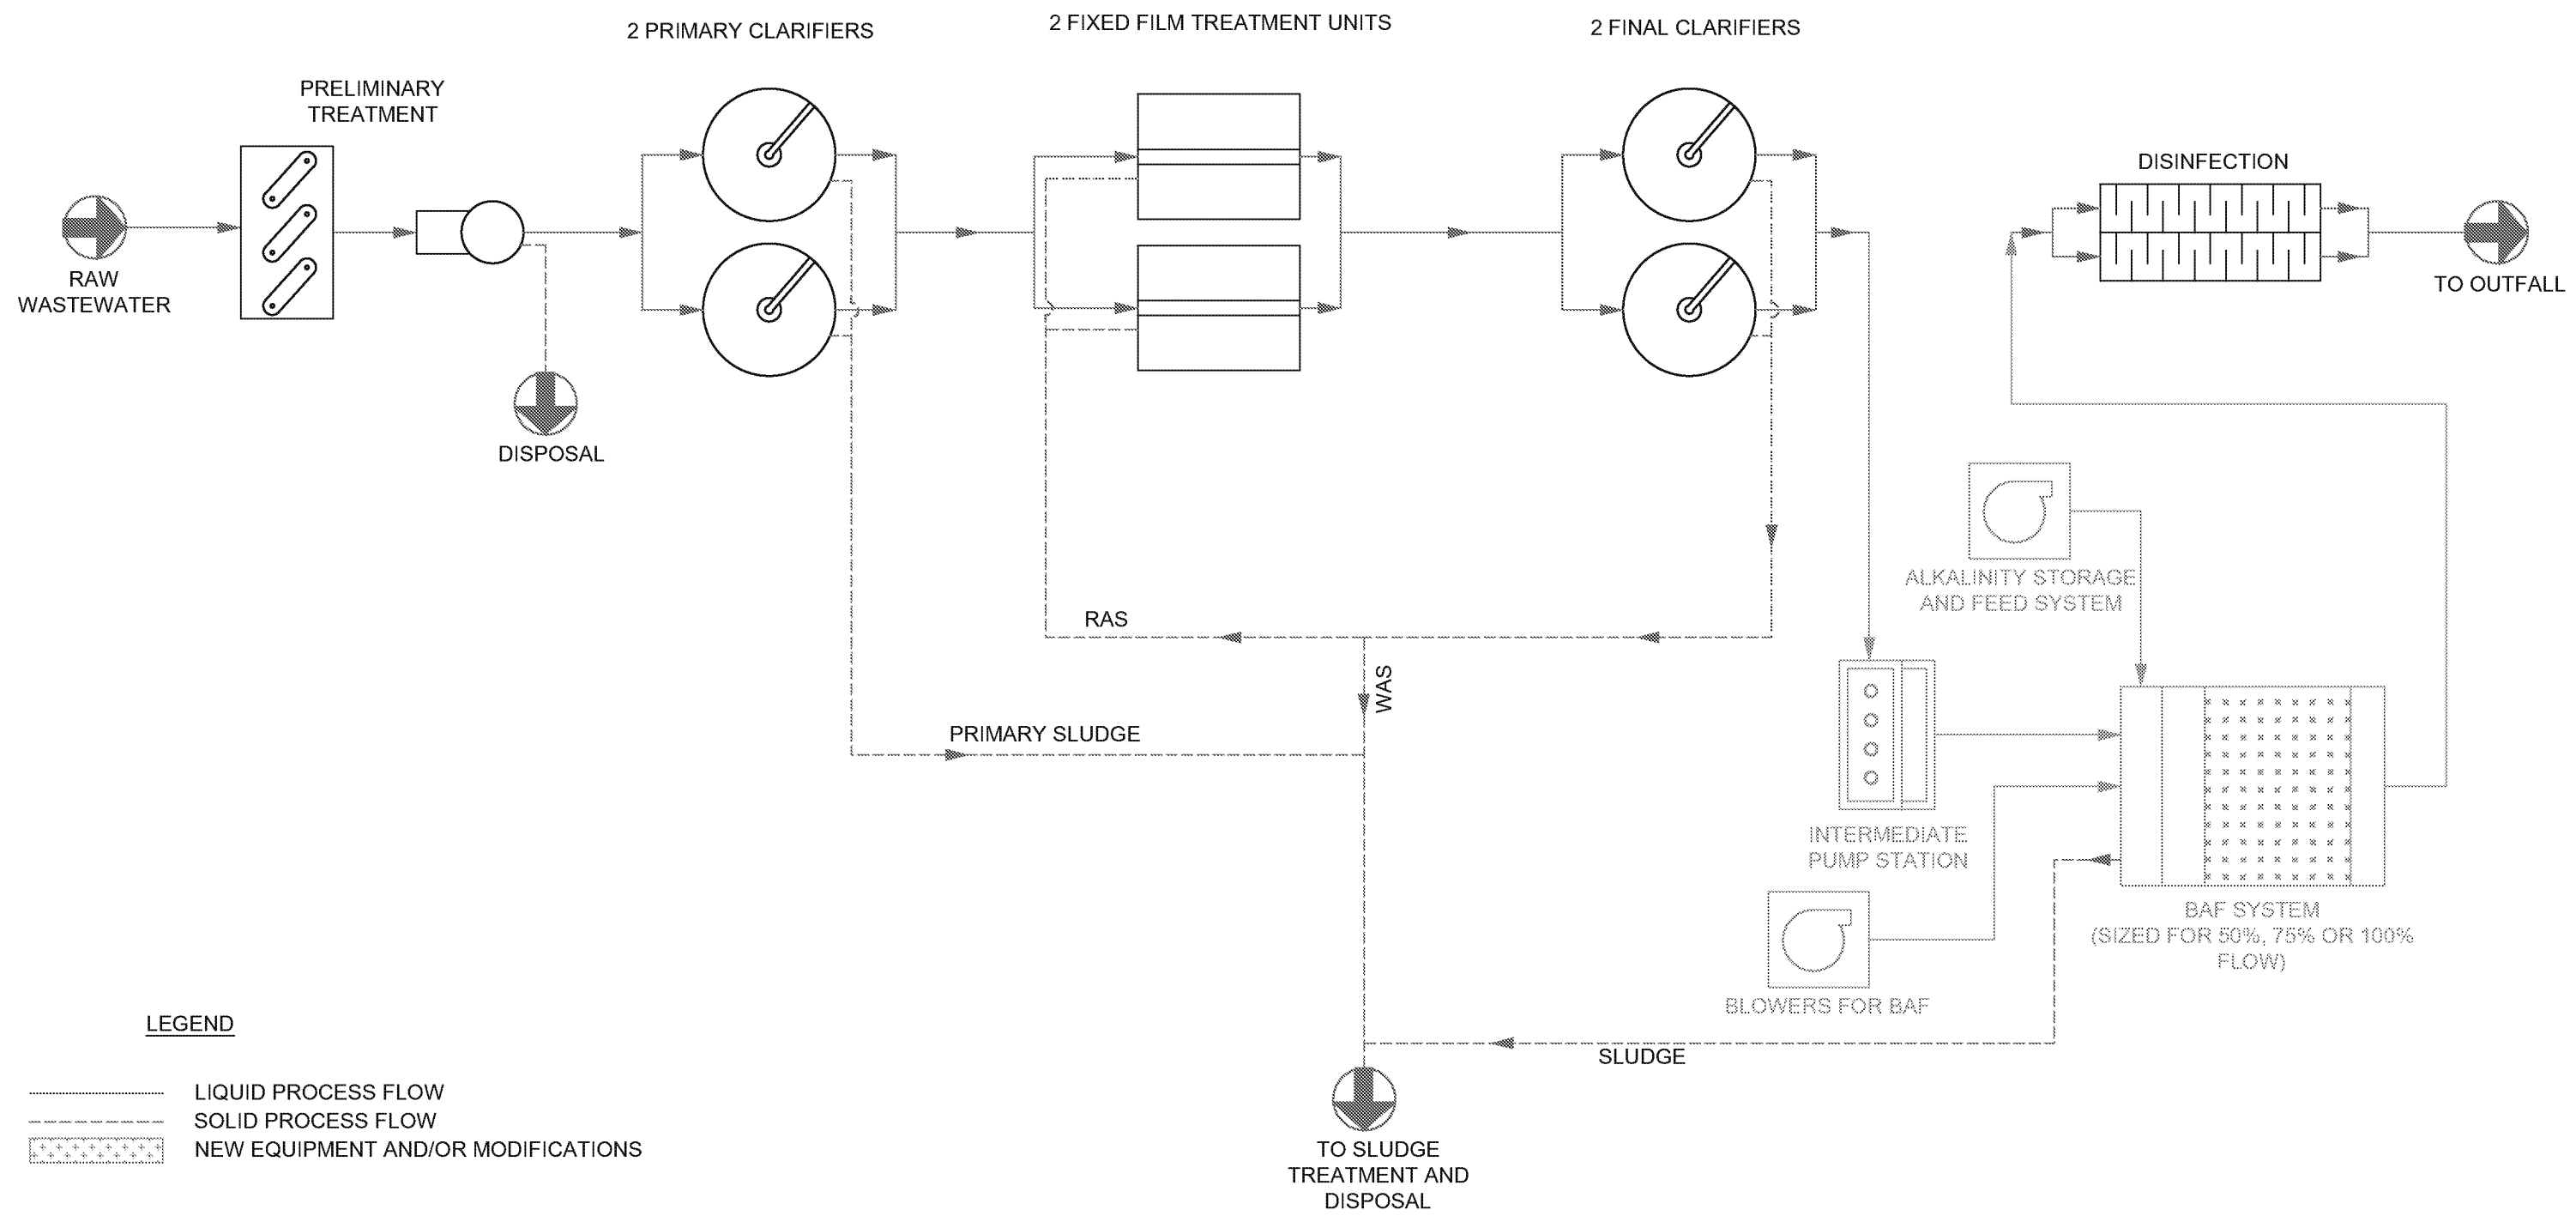 2 PRIMARY CLARIFIERS
2 FIXED FILM TREATMENT UNITS
2 FINAL CLARIFIERS
PRELIMINARY
TREATMENT
DISINFECTION
RAW
WASTEWATER
TO OUTFALL
DISPOSAL
ALKALINITY STORAGE
AND FEED SYSTEM
RAS
WAS
PRIMARY SLUDGE
INTERMEDIATE
PUMP STATION
BAF SYSTEM
(SIZED FOR 50%, 75% OR 100%
FLOW)
BLOWERS FOR BAF
SLUDGE
LEGEND
LIQUID PROCESS FLOW
SOLID PROCESS FLOW
NEW EQUIPMENT AND/OR MODIFICATIONS
TO SLUDGE
TREATMENT AND
DISPOSAL